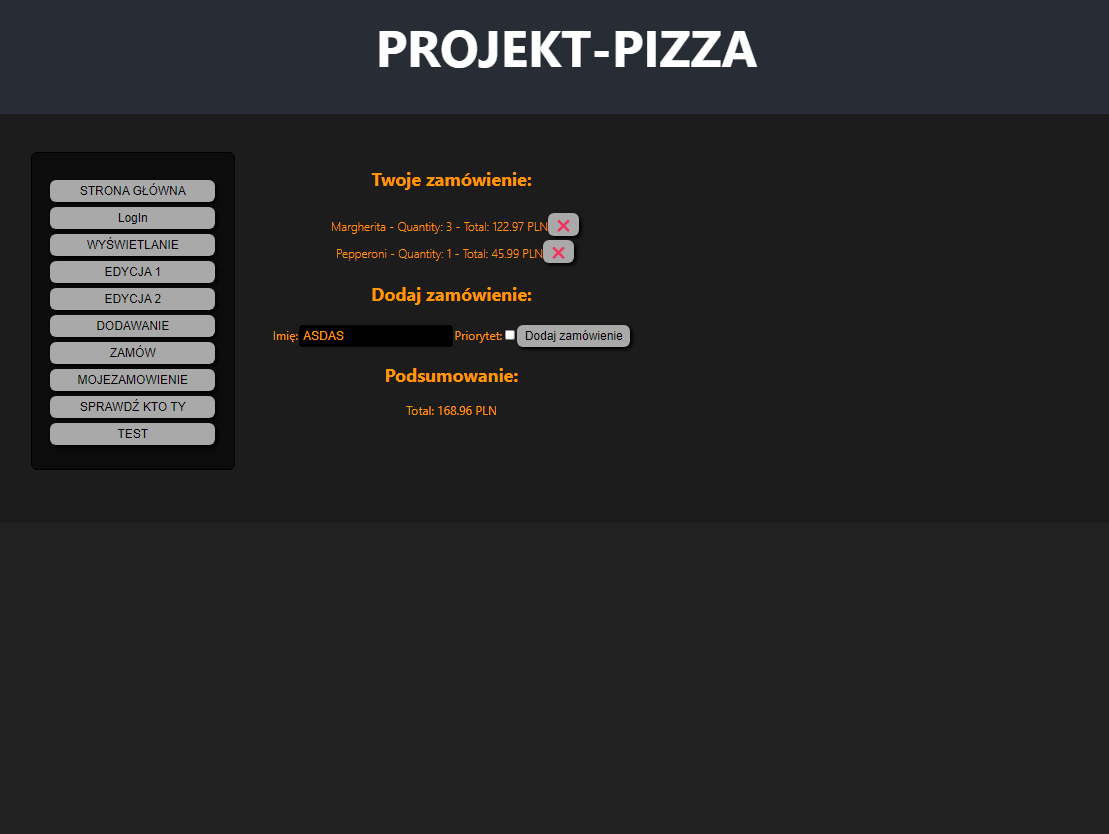 PROJEKT-PIZZA
STRONA GŁÓWNA
LogIn
WYŚWIETLANIE
EDYCJA 1
EDYCJA 2
DODAWANIE
ZAMÓW
MOJEZAMOWIENIE
SPRAWDŹ KTO TY
TEST
Twoje zamówienie:
Margherita - Quantity: 3 - Total: 122.97 PLN
Pepperoni - Quantity: 1 - Total: 45.99 PLN
Dodaj zamówienie:
Imię: ASDAS Priorytet: Dodaj zamówienie
Podsumowanie:
Total: 168.96 PLN